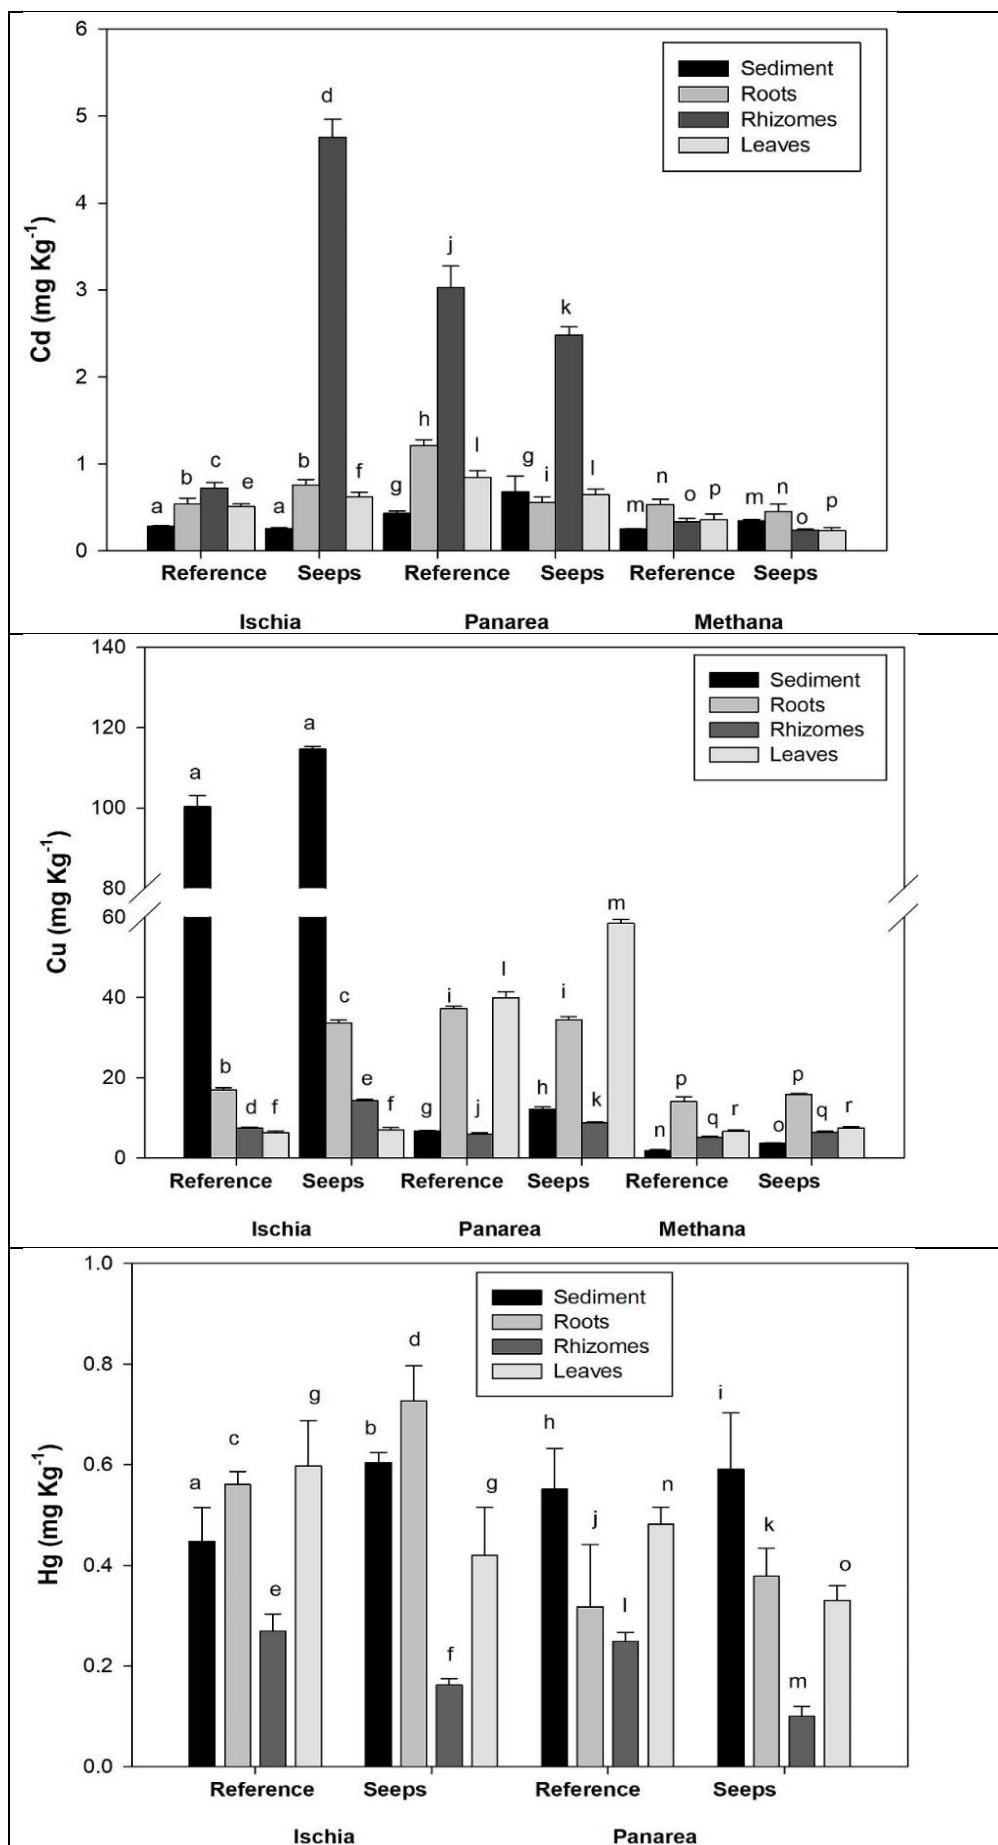 6
Sediment
Roots
Rhizomes
Leaves
d
5
4
j
3
k
2
h
1
a b c e a b f g l g i l m n o p m n o p
0
Cd (mg Kg⁻¹)
Reference Seeps Reference Seeps Reference Seeps
Ischia Panarea Methana
140
Sediment
Roots
Rhizomes
Leaves
120
a a
100
80
60
m
Cu (mg Kg⁻¹)
40
c i l i
20
b d f e f g j h k n p q r o p q r
0
Reference Seeps Reference Seeps Reference Seeps
Ischia Panarea Methana
1.0
Sediment
Roots
Rhizomes
Leaves
0.8
d
g i
c b h
0.6
a g j n k
Hg (mg Kg⁻¹)
0.4
e f l o
0.2
m
0.0
Reference Seeps Reference Seeps
Ischia Panarea